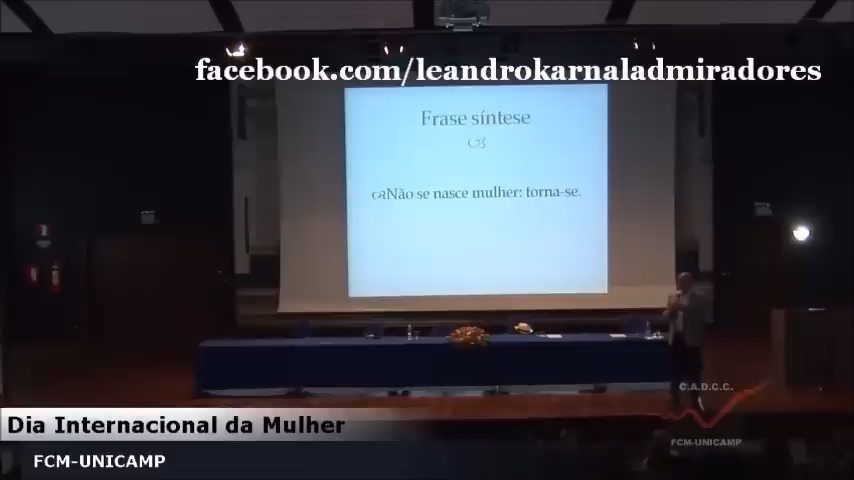 facebook.com/leandrokarnaladmiradores
Frase síntese
Não se nasce mulher: torna-se.
C.A.D.C.C.
Dia Internacional da Mulher
FCM-UNICAMP
FCM-UNICAMP